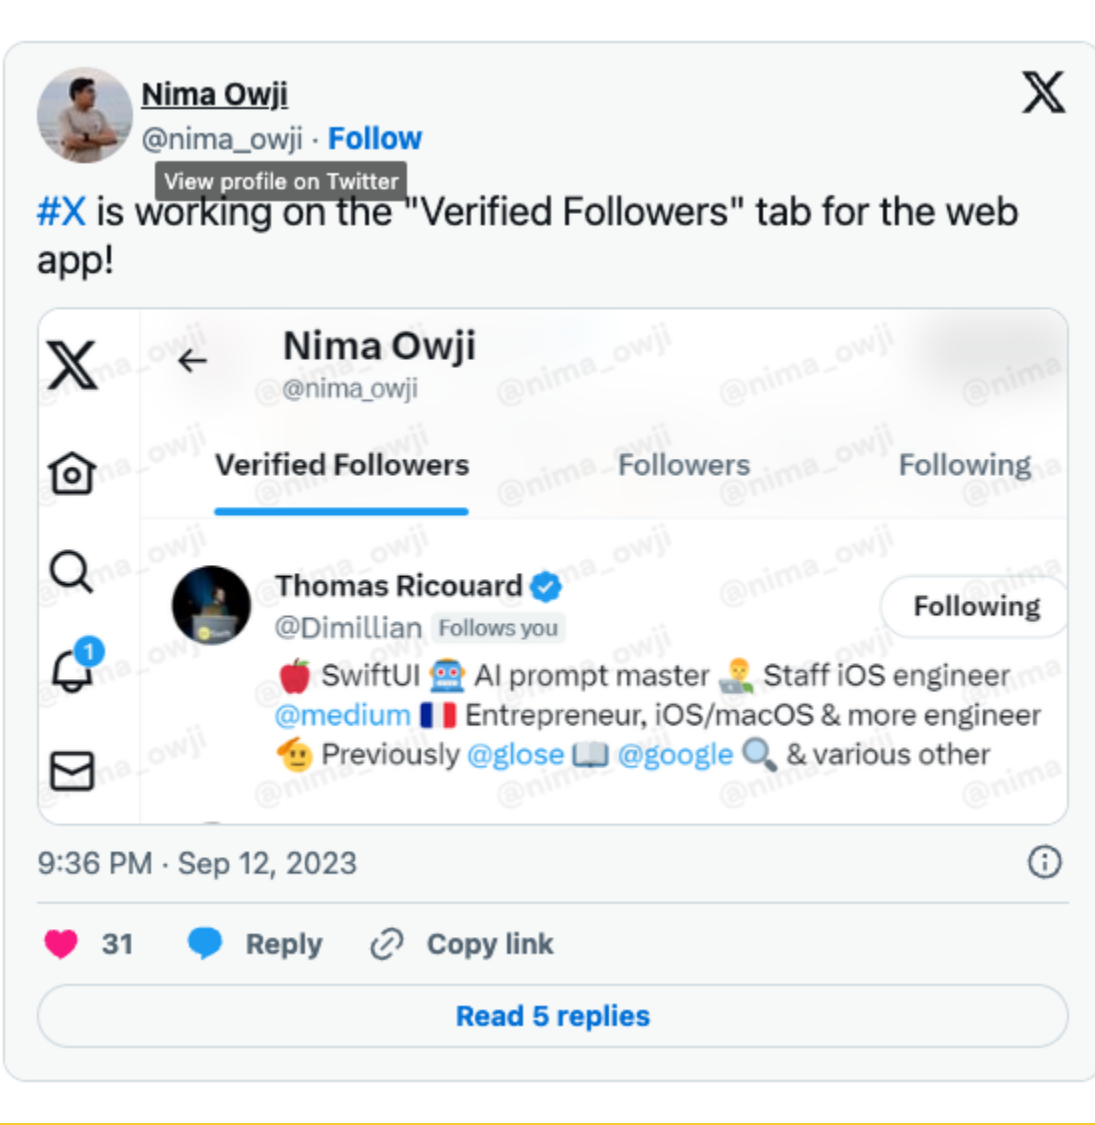 Nima Owji
@nima_owji · Follow
View profile on Twitter
#X is working on the "Verified Followers" tab for the web
app!
Nima Owji
@nima_owji
Verified Followers Followers Following
Thomas Ricouard
@Dimillian Follows you
Following
🍎 SwiftUI 🤖 AI prompt master 👨‍💻 Staff iOS engineer
@medium 🇫🇷 Entrepreneur, iOS/macOS & more engineer
🫡 Previously @glose 📖 @google 🔍 & various other
1
@nima_owji
9:36 PM · Sep 12, 2023
31 Reply Copy link
Read 5 replies